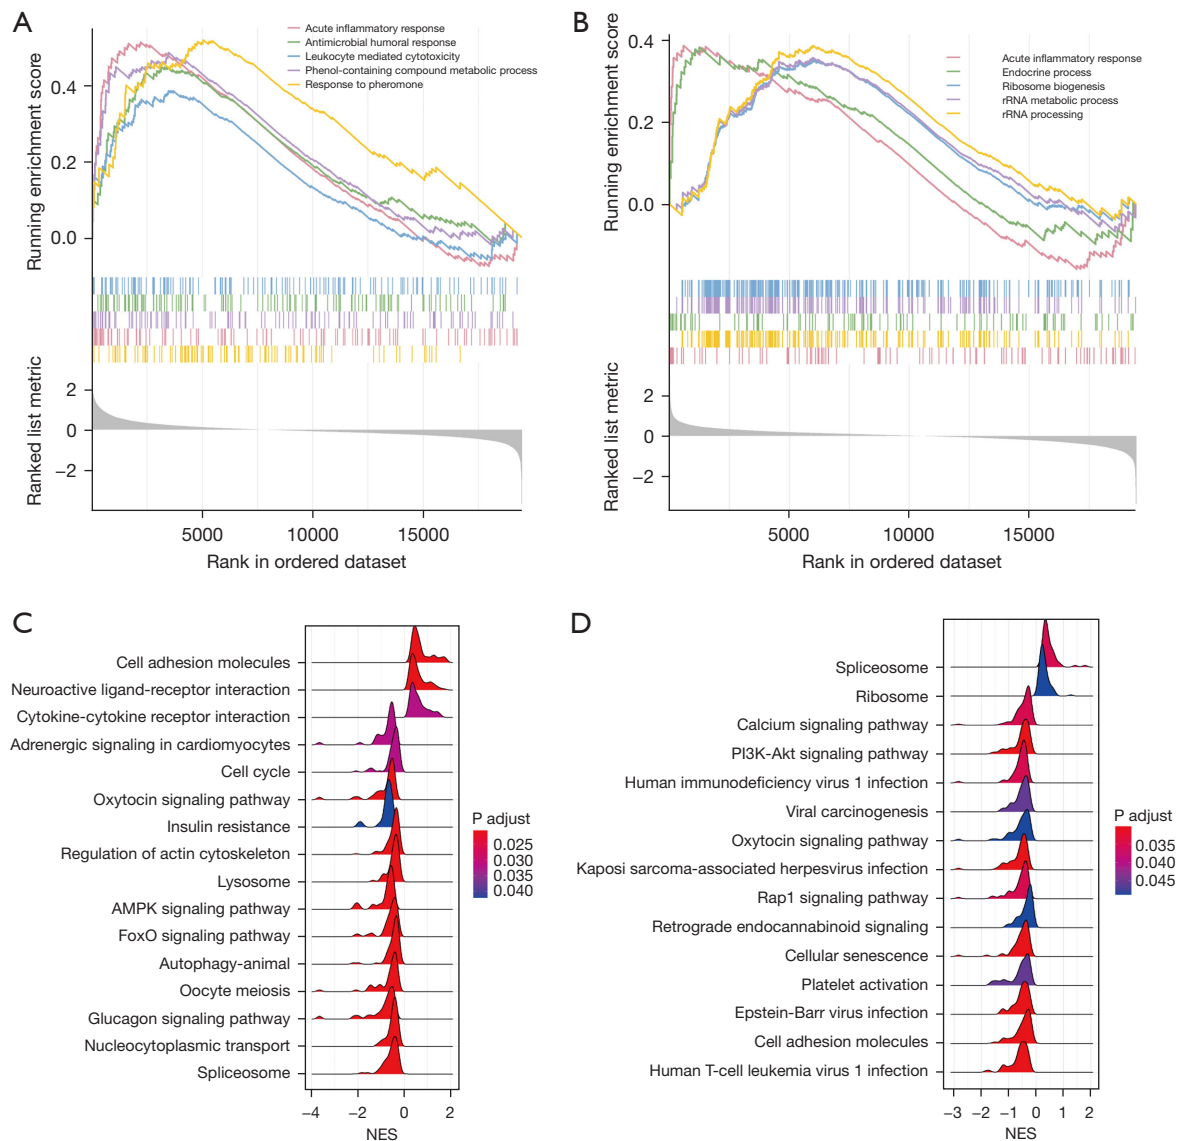 A
Running enrichment score
0.4
0.2
0.0
Acute inflammatory response
Antimicrobial humoral response
Leukocyte mediated cytotoxicity
Phenol-containing compound metabolic process
Response to pheromone
Ranked list metric
2
0
−2
5000 10000 15000
Rank in ordered dataset
B
Running enrichment score
0.4
0.2
0.0
Acute inflammatory response
Endocrine process
Ribosome biogenesis
rRNA metabolic process
rRNA processing
Ranked list metric
2
0
−2
5000 10000 15000
Rank in ordered dataset
C
Cell adhesion molecules
Neuroactive ligand-receptor interaction
Cytokine-cytokine receptor interaction
Adrenergic signaling in cardiomyocytes
Cell cycle
Oxytocin signaling pathway
Insulin resistance
Regulation of actin cytoskeleton
Lysosome
AMPK signaling pathway
FoxO signaling pathway
Autophagy-animal
Oocyte meiosis
Glucagon signaling pathway
Nucleocytoplasmic transport
Spliceosome
−4 −2 0 2
NES
P adjust
0.025
0.030
0.035
0.040
D
Spliceosome
Ribosome
Calcium signaling pathway
PI3K-Akt signaling pathway
Human immunodeficiency virus 1 infection
Viral carcinogenesis
Oxytocin signaling pathway
Kaposi sarcoma-associated herpesvirus infection
Rap1 signaling pathway
Retrograde endocannabinoid signaling
Cellular senescence
Platelet activation
Epstein-Barr virus infection
Cell adhesion molecules
Human T-cell leukemia virus 1 infection
−3 −2 −1 0 1 2
NES
P adjust
0.035
0.040
0.045